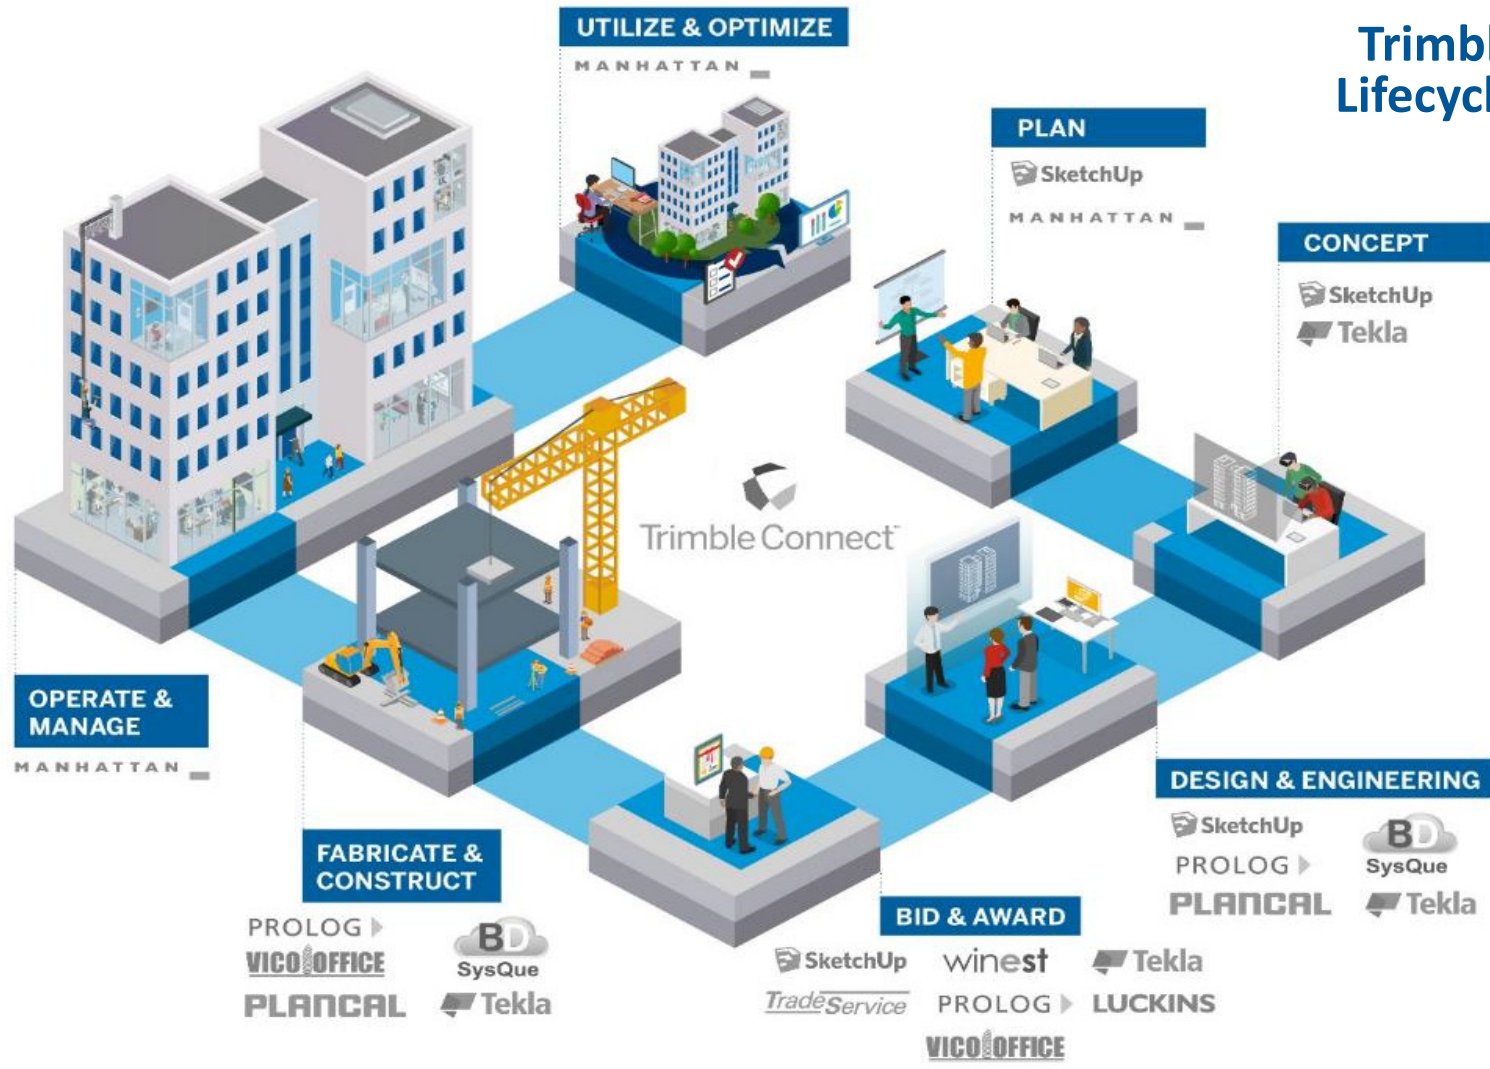 UTILIZE & OPTIMIZE
MANHATTAN
PLAN
SketchUp
MANHATTAN
CONCEPT
SketchUp
Tekla
Trimble Connect
OPERATE &
MANAGE
MANHATTAN
FABRICATE &
CONSTRUCT
PROLOG
BD
SysQue
VICO OFFICE
PLANCAL
Tekla
BID & AWARD
SketchUp
winest
Tekla
TradeService
PROLOG
LUCKINS
VICO OFFICE
DESIGN & ENGINEERING
SketchUp
BD
SysQue
PROLOG
PLANCAL
Tekla